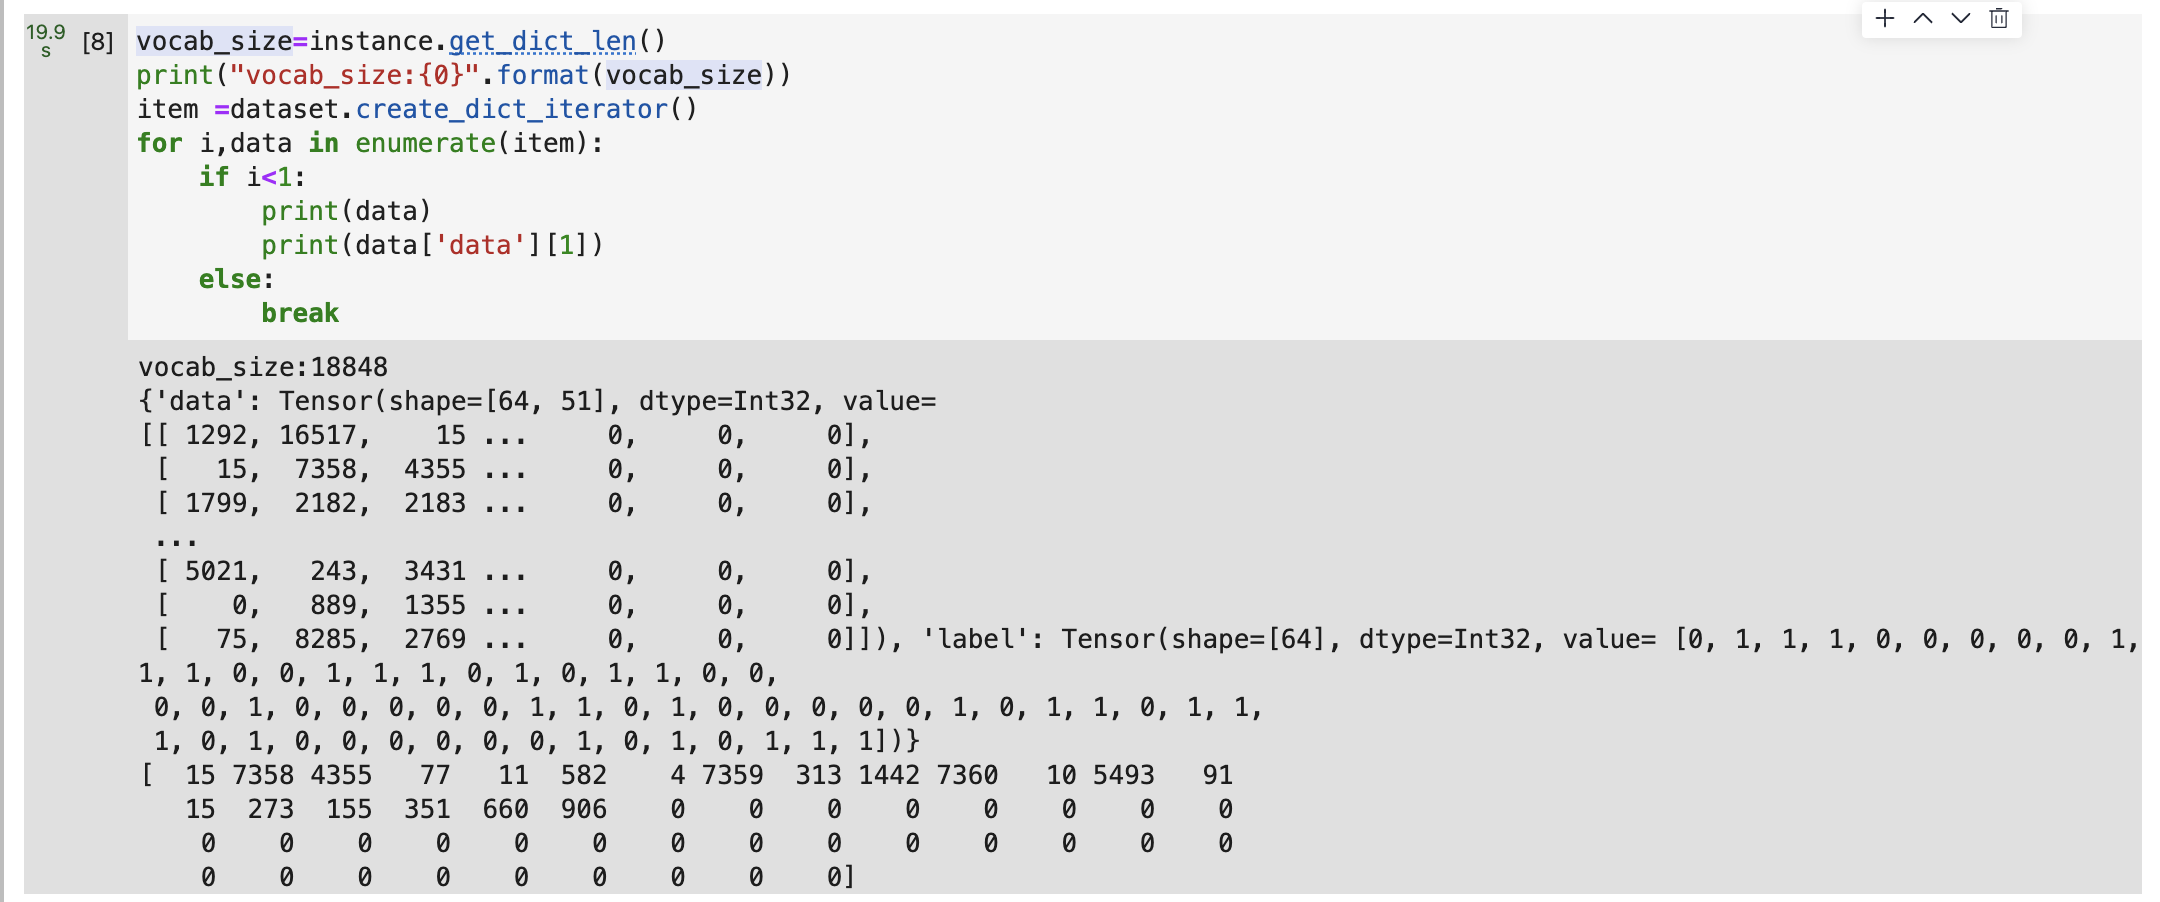 19.9
s
[8]
vocab_size=instance.get_dict_len()
print("vocab_size:{0}".format(vocab_size))
item =dataset.create_dict_iterator()
for i,data in enumerate(item):
    if i<1:
        print(data)
        print(data['data'][1])
    else:
        break
vocab_size:18848
{'data': Tensor(shape=[64, 51], dtype=Int32, value=
[[ 1292, 16517,    15 ...     0,     0,     0],
 [   15,  7358,  4355 ...     0,     0,     0],
 [ 1799,  2182,  2183 ...     0,     0,     0],
 ...
 [ 5021,   243,  3431 ...     0,     0,     0],
 [    0,   889,  1355 ...     0,     0,     0],
 [   75,  8285,  2769 ...     0,     0,     0]]), 'label': Tensor(shape=[64], dtype=Int32, value= [0, 1, 1, 1, 0, 0, 0, 0, 0, 1,
1, 1, 0, 0, 1, 1, 1, 0, 1, 0, 1, 1, 0, 0,
 0, 0, 1, 0, 0, 0, 0, 0, 1, 1, 0, 1, 0, 0, 0, 0, 0, 1, 0, 1, 1, 0, 1, 1,
 1, 0, 1, 0, 0, 0, 0, 0, 0, 1, 0, 1, 0, 1, 1, 1])}
[  15 7358 4355   77   11  582    4 7359  313 1442 7360   10 5493   91
   15  273  155  351  660  906    0    0    0    0    0    0    0    0
    0    0    0    0    0    0    0    0    0    0    0    0    0    0
    0    0    0    0    0    0    0    0    0]